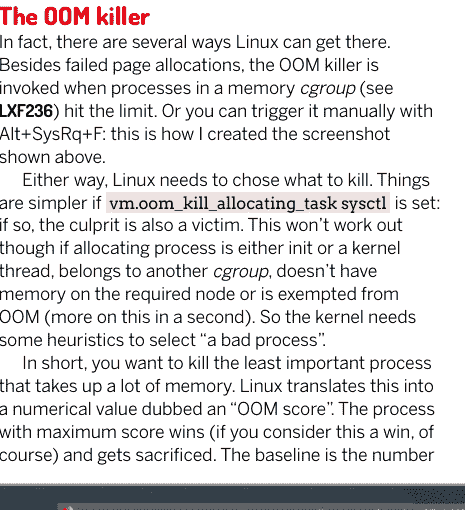 The OOM killer
In fact, there are several ways Linux can get there.
Besides failed page allocations, the OOM killer is
invoked when processes in a memory cgroup (see
LXF236) hit the limit. Or you can trigger it manually with
Alt+SysRq+F: this is how I created the screenshot
shown above.
Either way, Linux needs to chose what to kill. Things
are simpler if vm.oom_kill_allocating_task sysctl is set:
if so, the culprit is also a victim. This won’t work out
though if allocating process is either init or a kernel
thread, belongs to another cgroup, doesn’t have
memory on the required node or is exempted from
OOM (more on this in a second). So the kernel needs
some heuristics to select “a bad process”.
In short, you want to kill the least important process
that takes up a lot of memory. Linux translates this into
a numerical value dubbed an “OOM score”. The process
with maximum score wins (if you consider this a win, of
course) and gets sacrificed. The baseline is the number